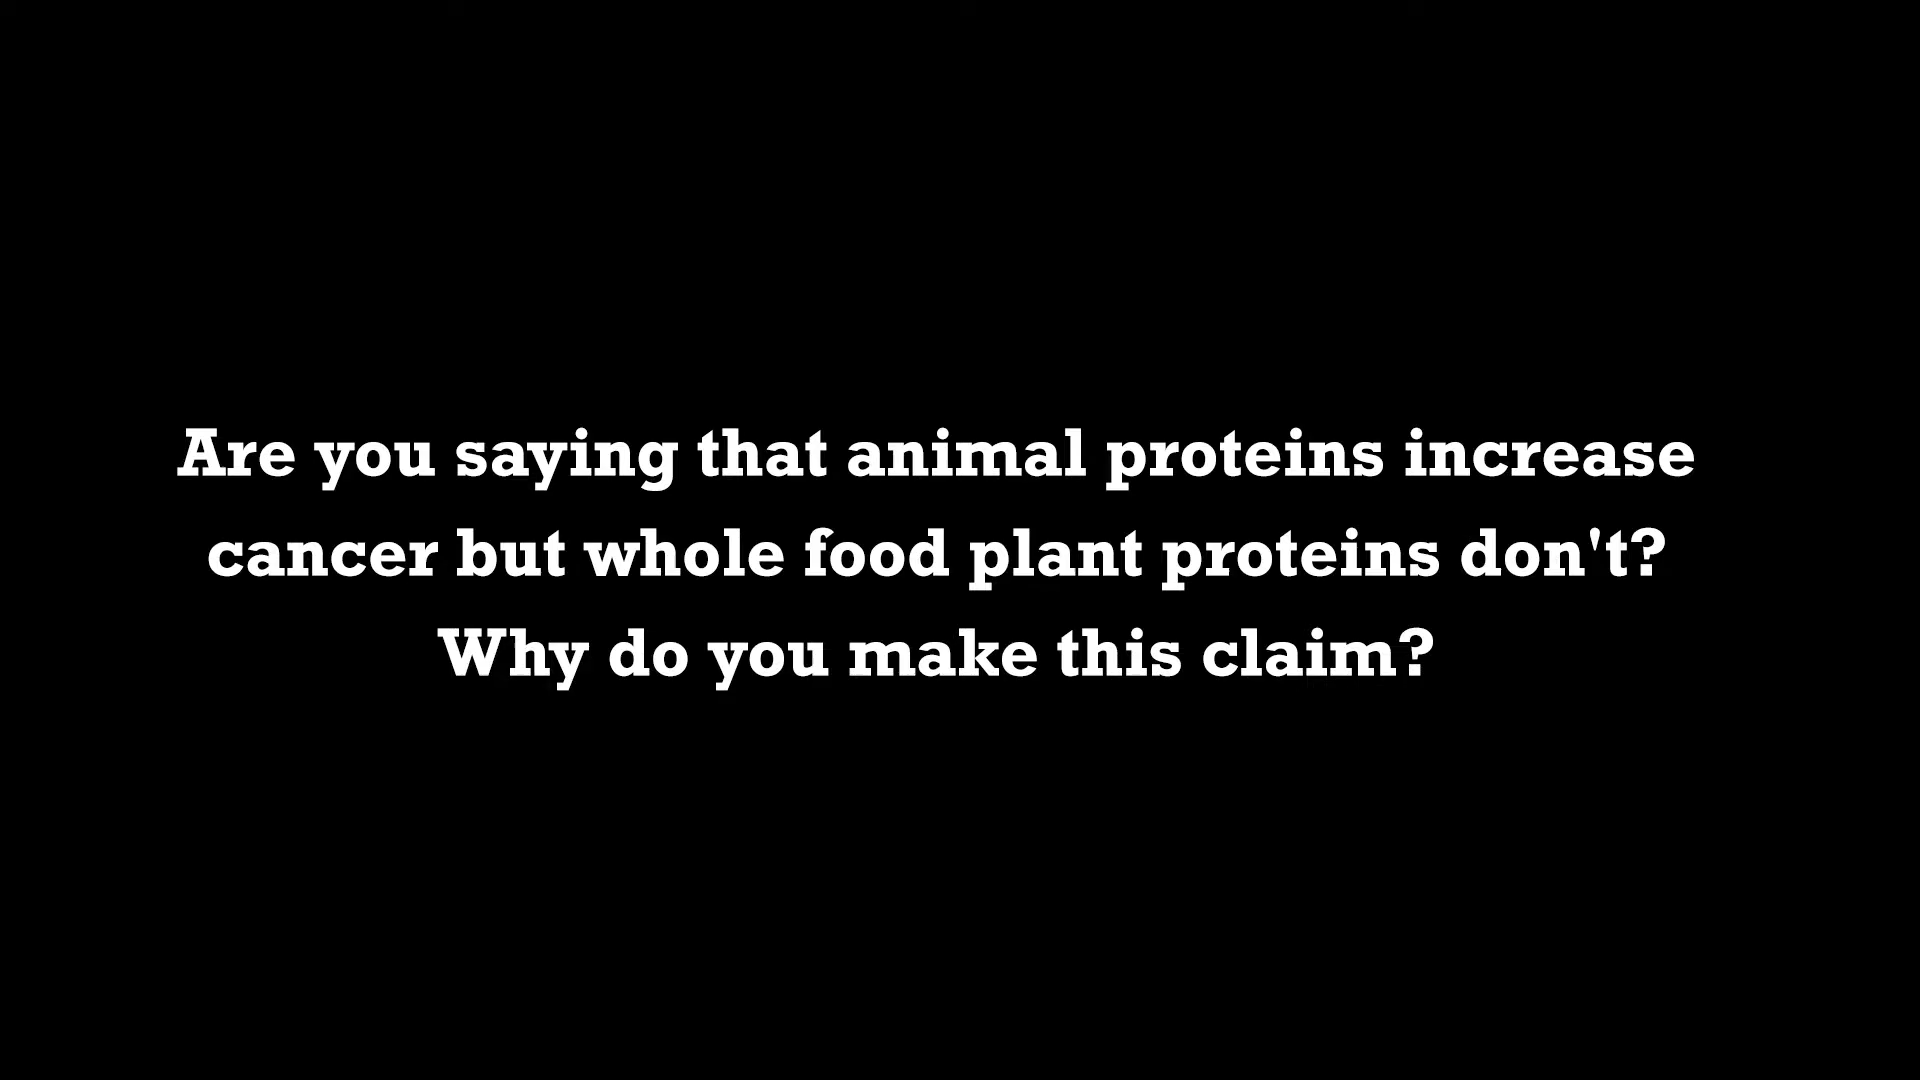 Are you saying that animal proteins increase
cancer but whole food plant proteins don't?
Why do you make this claim?